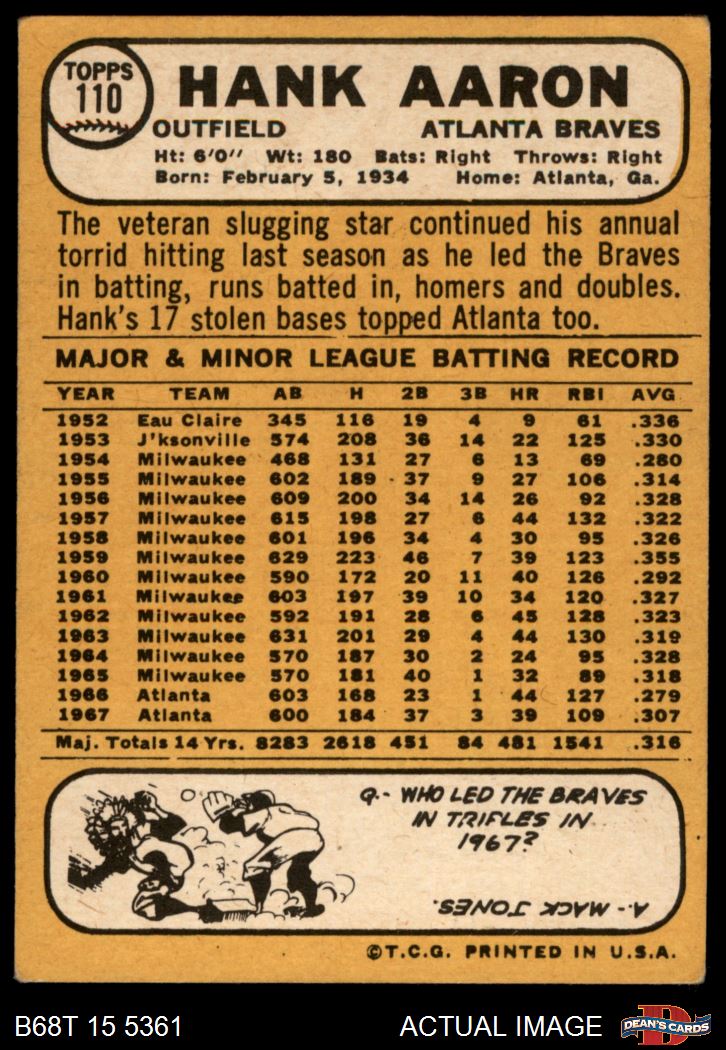 TOPPS
110
HANK AARON
OUTFIELD ATLANTA BRAVES
Ht: 6'0'' Wt: 180 Bats: Right Throws: Right
Born: February 5, 1934 Home: Atlanta, Ga.
The veteran slugging star continued his annual
torrid hitting last season as he led the Braves
in batting, runs batted in, homers and doubles.
Hank's 17 stolen bases topped Atlanta too.
MAJOR & MINOR LEAGUE BATTING RECORD
YEAR TEAM AB H 2B 3B HR RBI AVG
1952 Eau Claire 345 116 19 4 9 61 .336
1953 J'ksonville 574 208 36 14 22 125 .330
1954 Milwaukee 468 131 27 6 13 69 .280
1955 Milwaukee 602 189 37 9 27 106 .314
1956 Milwaukee 609 200 34 14 26 92 .328
1957 Milwaukee 615 198 27 6 44 132 .322
1958 Milwaukee 601 196 34 4 30 95 .326
1959 Milwaukee 629 223 46 7 39 123 .355
1960 Milwaukee 590 172 20 11 40 126 .292
1961 Milwaukee 603 197 39 10 34 120 .327
1962 Milwaukee 592 191 28 6 45 128 .323
1963 Milwaukee 631 201 29 4 44 130 .319
1964 Milwaukee 570 187 30 2 24 95 .328
1965 Milwaukee 570 181 40 1 32 89 .318
1966 Atlanta 603 168 23 1 44 127 .279
1967 Atlanta 600 184 37 3 39 109 .307
Maj. Totals 14 Yrs. 8283 2618 451 84 481 1541 .316
Q-- WHO LED THE BRAVES
IN TRIFLES IN
1967?
A-- MACK JONES.
©T.C.G. PRINTED IN U.S.A.
B68T 15 5361 ACTUAL IMAGE
D
DEAN'S CARDS